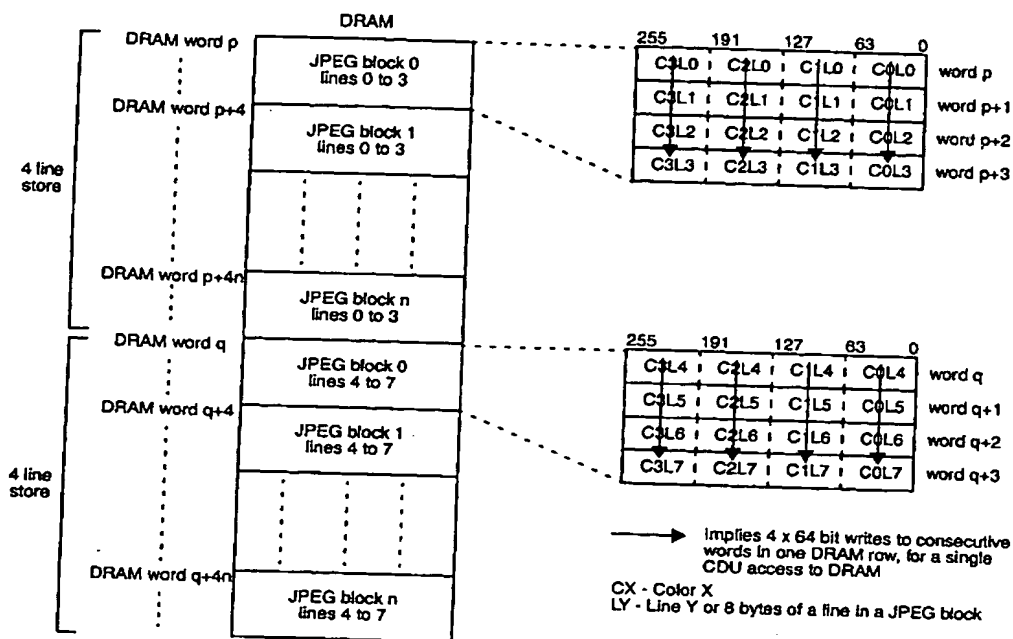 DRAM
DRAM word p
JPEG block 0
lines 0 to 3
DRAM word p+4
JPEG block 1
lines 0 to 3
4 line
store
DRAM word p+4n
JPEG block n
lines 0 to 3
DRAM word q
JPEG block 0
lines 4 to 7
DRAM word q+4
JPEG block 1
lines 4 to 7
4 line
store
DRAM word q+4n
JPEG block n
lines 4 to 7
255 191 127 63 0
C3L0 C2L0 C1L0 C0L0 word p
C3L1 C2L1 C1L1 C0L1 word p+1
C3L2 C2L2 C1L2 C0L2 word p+2
C3L3 C2L3 C1L3 C0L3 word p+3
255 191 127 63 0
C3L4 C2L4 C1L4 C0L4 word q
C3L5 C2L5 C1L5 C0L5 word q+1
C3L6 C2L6 C1L6 C0L6 word q+2
C3L7 C2L7 C1L7 C0L7 word q+3
Implies 4 x 64 bit writes to consecutive
words in one DRAM row, for a single
CDU access to DRAM
CX - Color X
LY - Line Y or 8 bytes of a line in a JPEG block